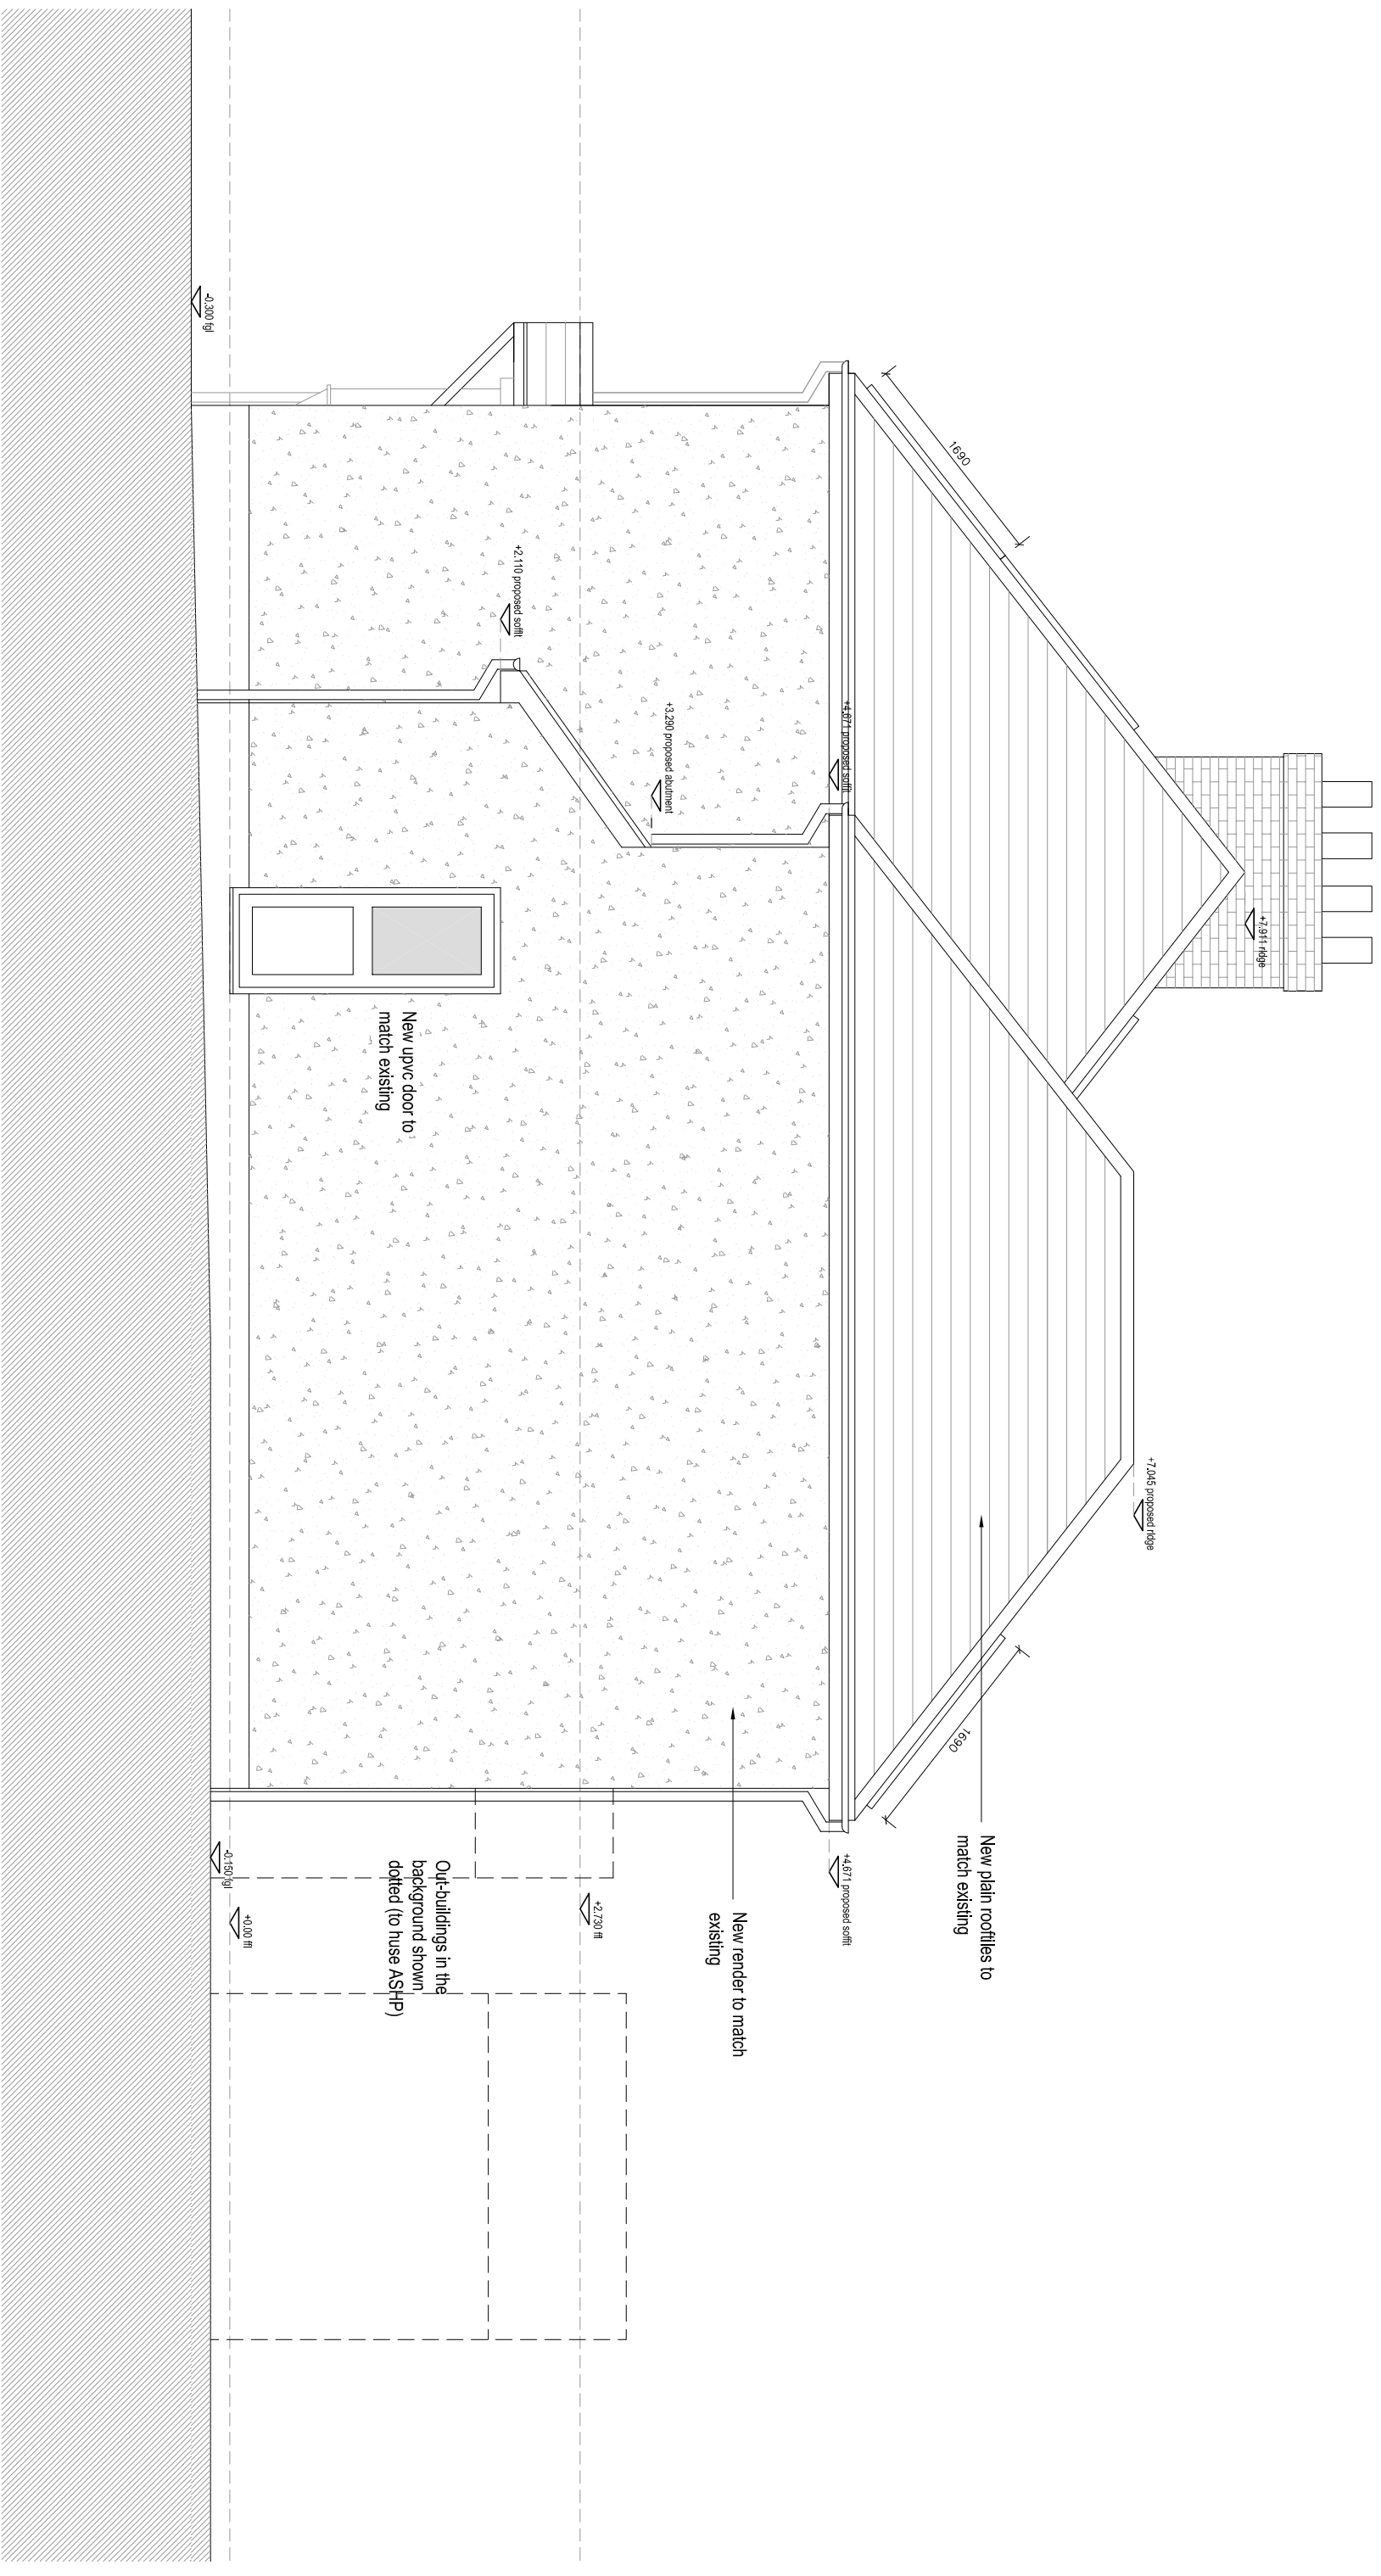 +7.911 ridge
+7.045 proposed ridge
1690
1690
New plain rooftiles to
match existing
+4.671 proposed soffit
+4.671 proposed soffit
New render to match
existing
+3.290 proposed abutment
+2.110 proposed soffit
+2.730 ffl
New upvc door to
match existing
Out-buildings in the
background shown
dotted (to huse ASHP)
+0.00 ffl
-0.150 fgl
-0.300 fgl